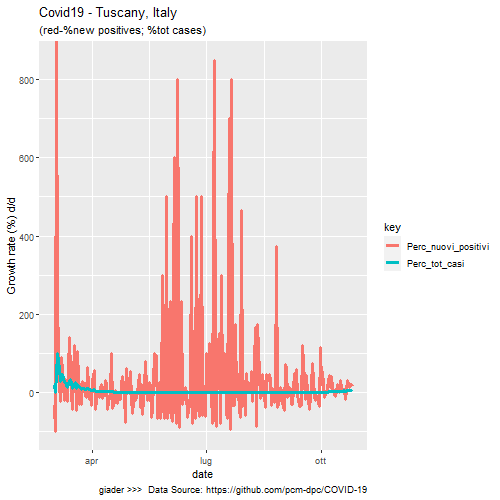 Covid19 - Tuscany, Italy
(red-%new positives; %tot cases)
Growth rate (%) d/d
800
600
400
200
0
apr
lug
ott
date
key
Perc_nuovi_positivi
Perc_tot_casi
giader >>> Data Source: https://github.com/pcm-dpc/COVID-19